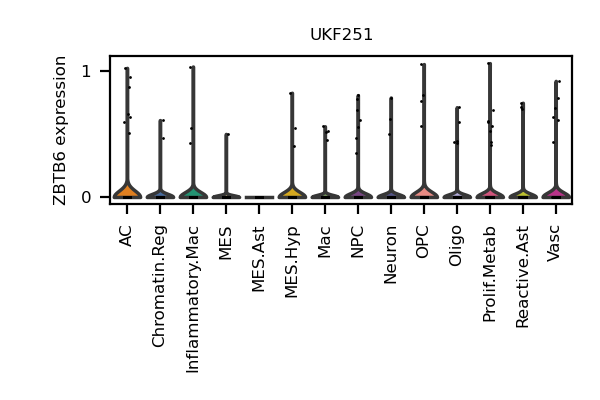 UKF251
ZBTB6 expression
1
0
AC
Chromatin.Reg
Inflammatory.Mac
MES
MES.Ast
MES.Hyp
Mac
NPC
Neuron
OPC
Oligo
Prolif.Metab
Reactive.Ast
Vasc